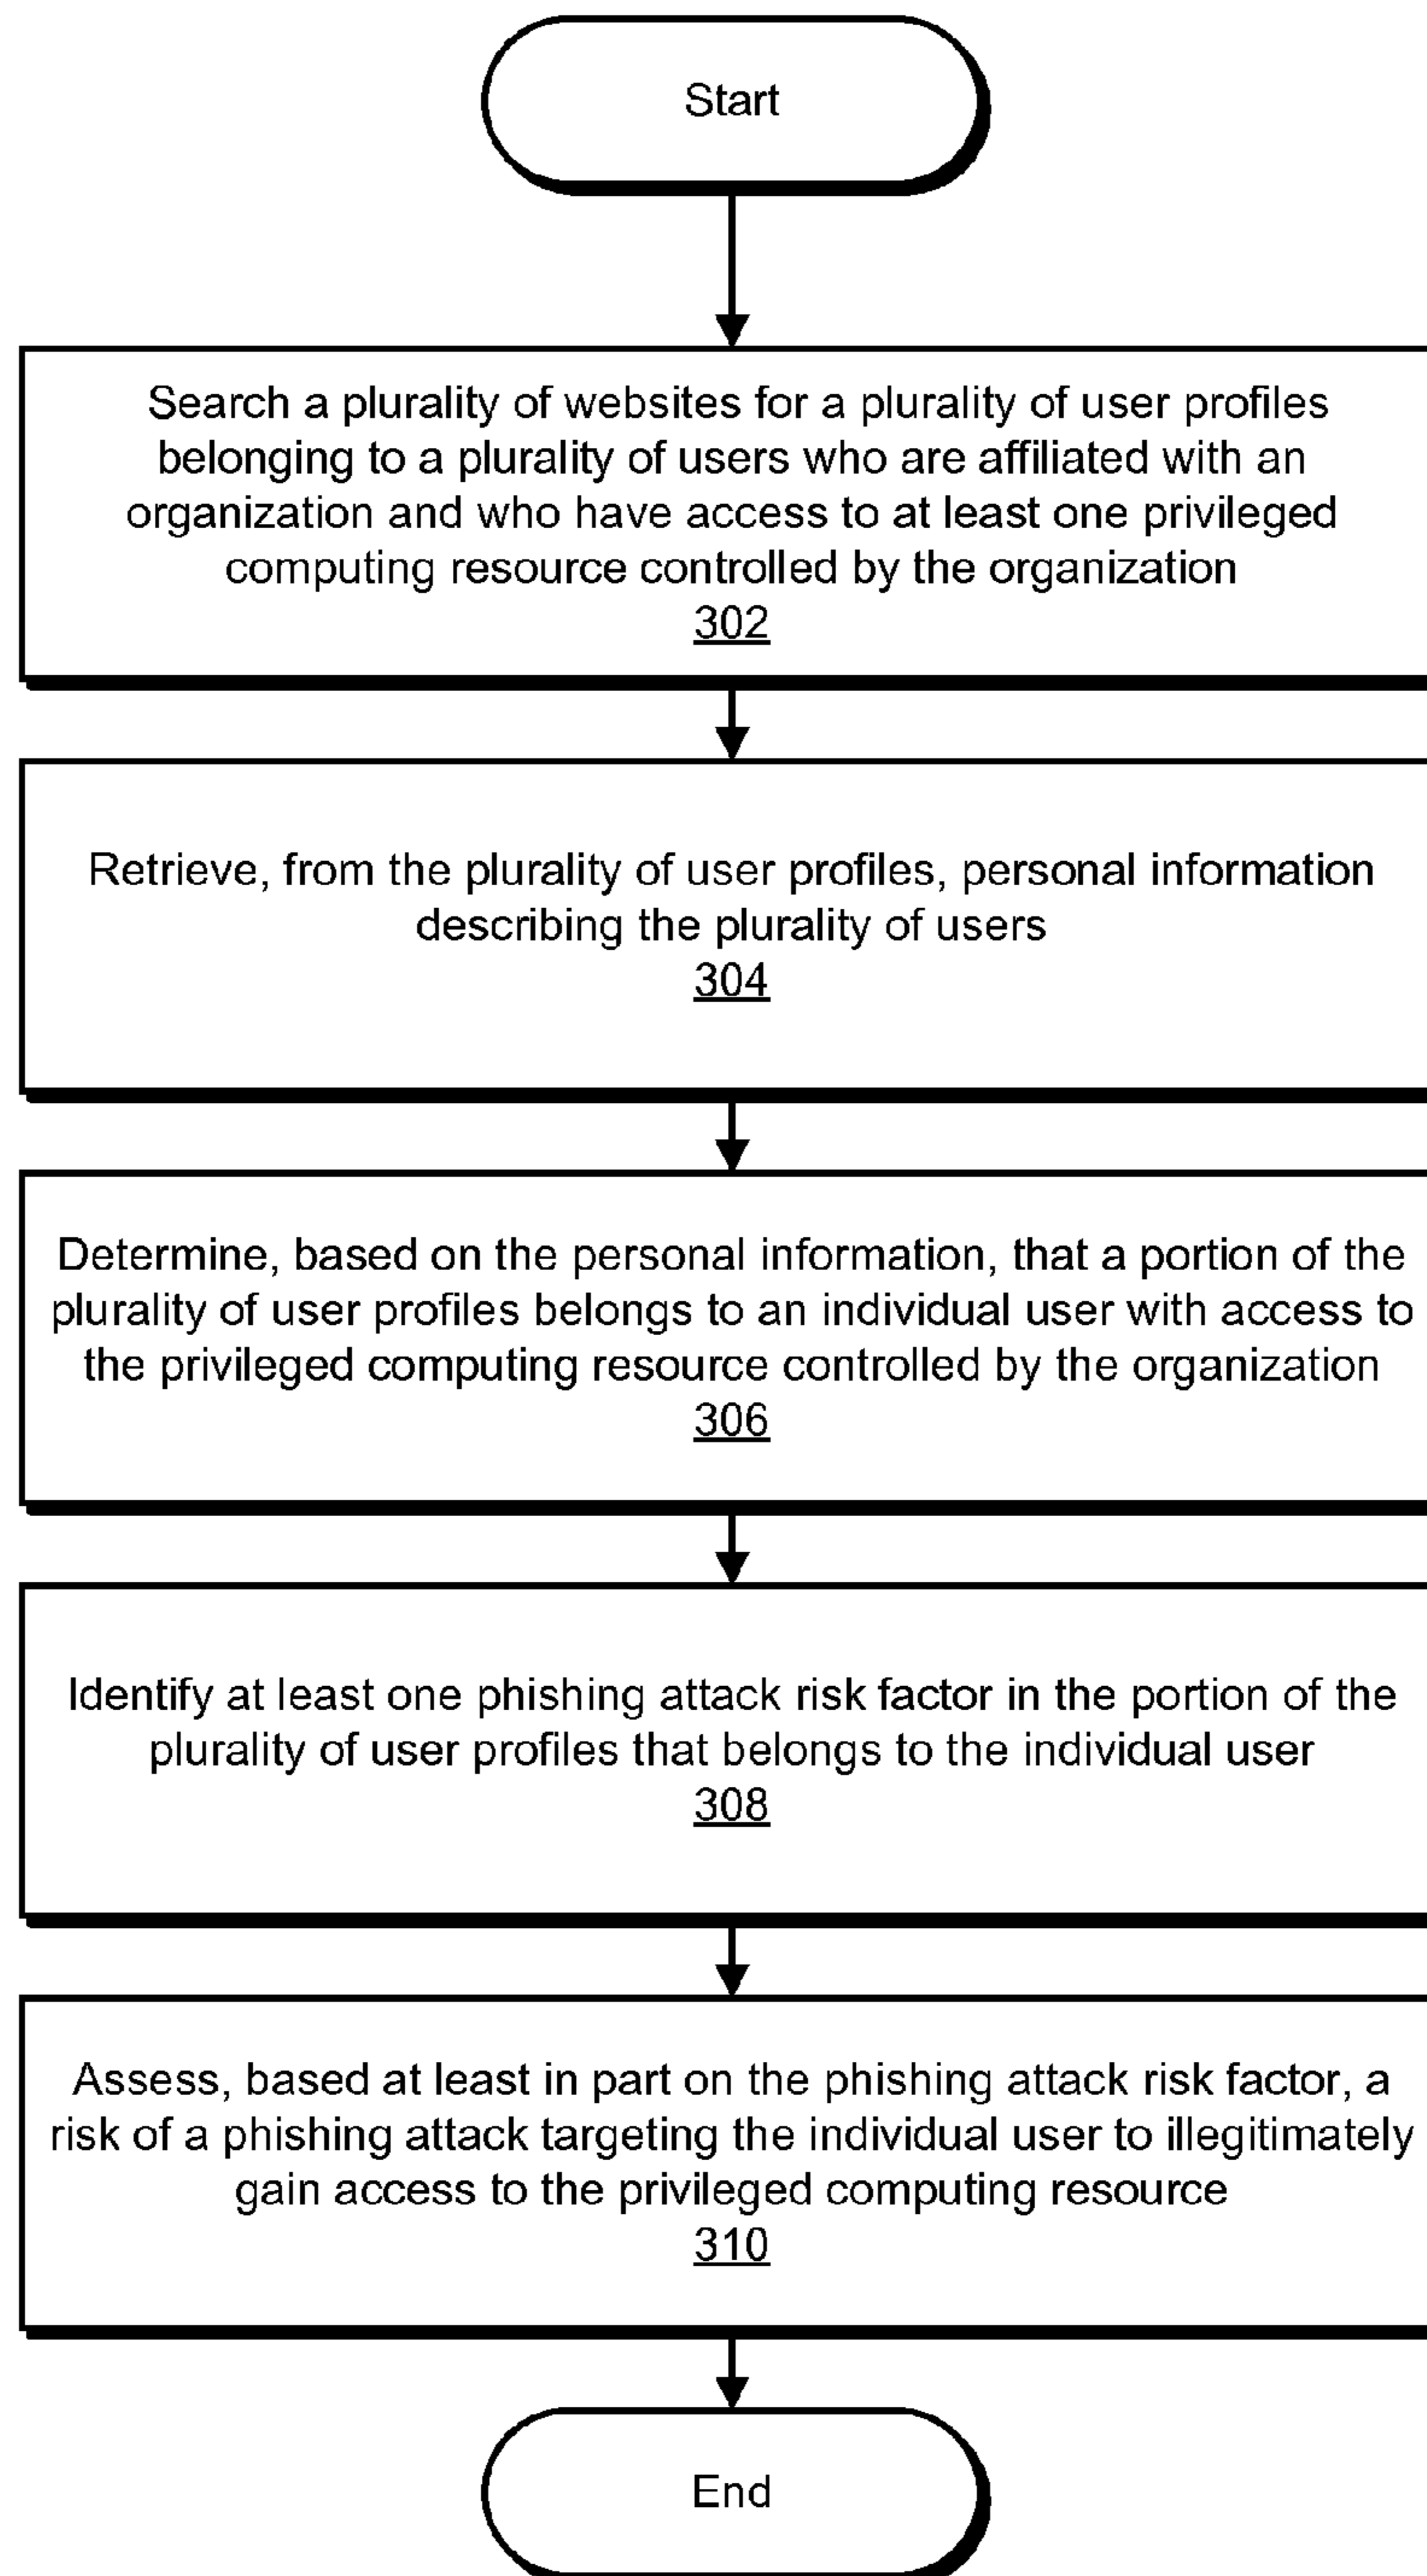 Start
Search a plurality of websites for a plurality of user profiles
belonging to a plurality of users who are affiliated with an
organization and who have access to at least one privileged
computing resource controlled by the organization
302
Retrieve, from the plurality of user profiles, personal information
describing the plurality of users
304
Determine, based on the personal information, that a portion of the
plurality of user profiles belongs to an individual user with access to
the privileged computing resource controlled by the organization
306
Identify at least one phishing attack risk factor in the portion of the
plurality of user profiles that belongs to the individual user
308
Assess, based at least in part on the phishing attack risk factor, a
risk of a phishing attack targeting the individual user to illegitimately
gain access to the privileged computing resource
310
End